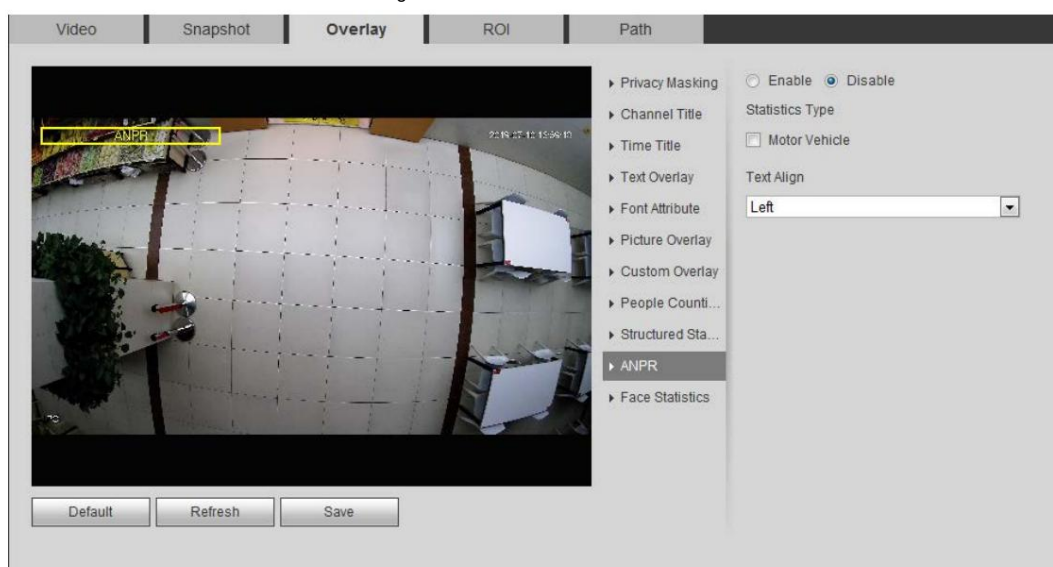 Video Snapshot Overlay ROI Path
ANPR
Privacy Masking
Channel Title
Time Title
Text Overlay
Font Attribute
Picture Overlay
Custom Overlay
People Counti...
Structured Sta...
ANPR
Face Statistics
Enable Disable
Statistics Type
Motor Vehicle
Text Align
Left
Default Refresh Save